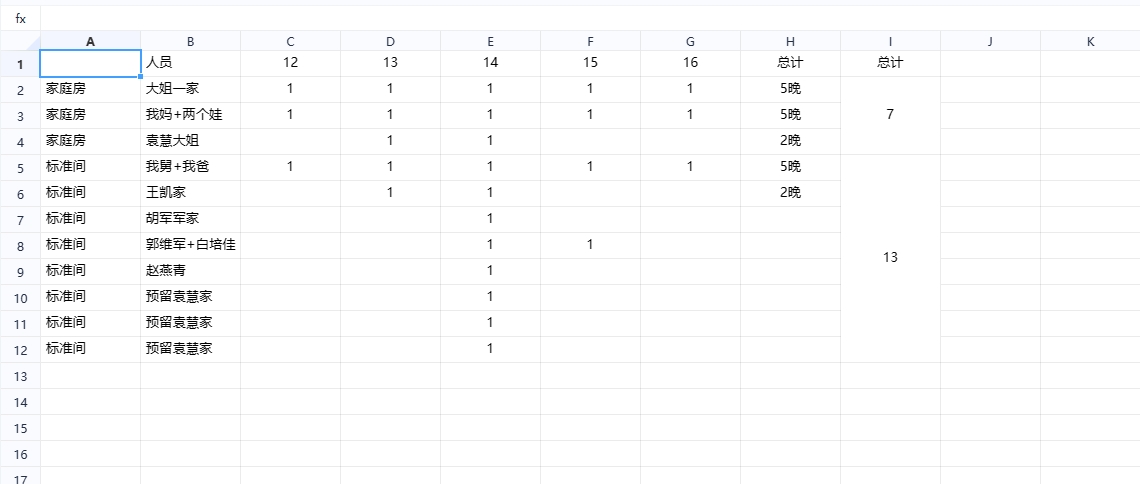 fx
A B C D E F G H I J K
1 人员 12 13 14 15 16 总计 总计
2 家庭房 大姐一家 1 1 1 1 1 5晚
3 家庭房 我妈+两个娃 1 1 1 1 1 5晚 7
4 家庭房 袁慧大姐 1 1 2晚
5 标准间 我舅+我爸 1 1 1 1 1 5晚
6 标准间 王凯家 1 1 2晚
7 标准间 胡军军家 1
8 标准间 郭维军+白培佳 1 1
13
9 标准间 赵燕青 1
10 标准间 预留袁慧家 1
11 标准间 预留袁慧家 1
12 标准间 预留袁慧家 1
13
14
15
16
17